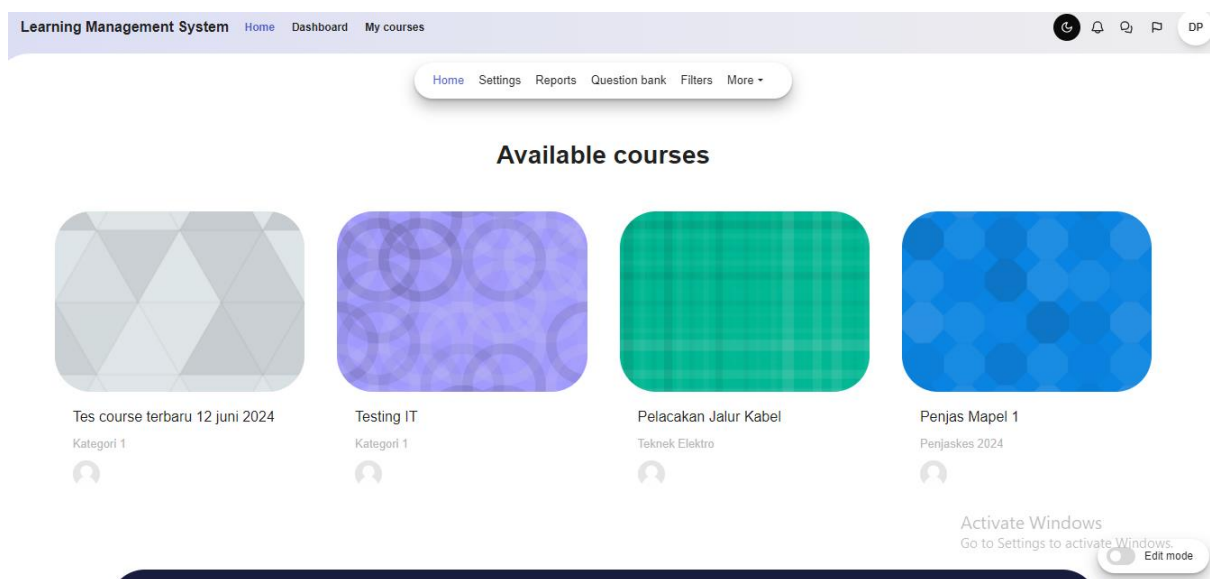 Learning Management System Home Dashboard My courses DP
Home Settings Reports Question bank Filters More
Available courses
Tes course terbaru 12 juni 2024
Kategori 1
Testing IT
Kategori 1
Pelacakan Jalur Kabel
Teknek Elektro
Penjas Mapel 1
Penjaskes 2024
Activate Windows
Go to Settings to activate Windows.
Edit mode